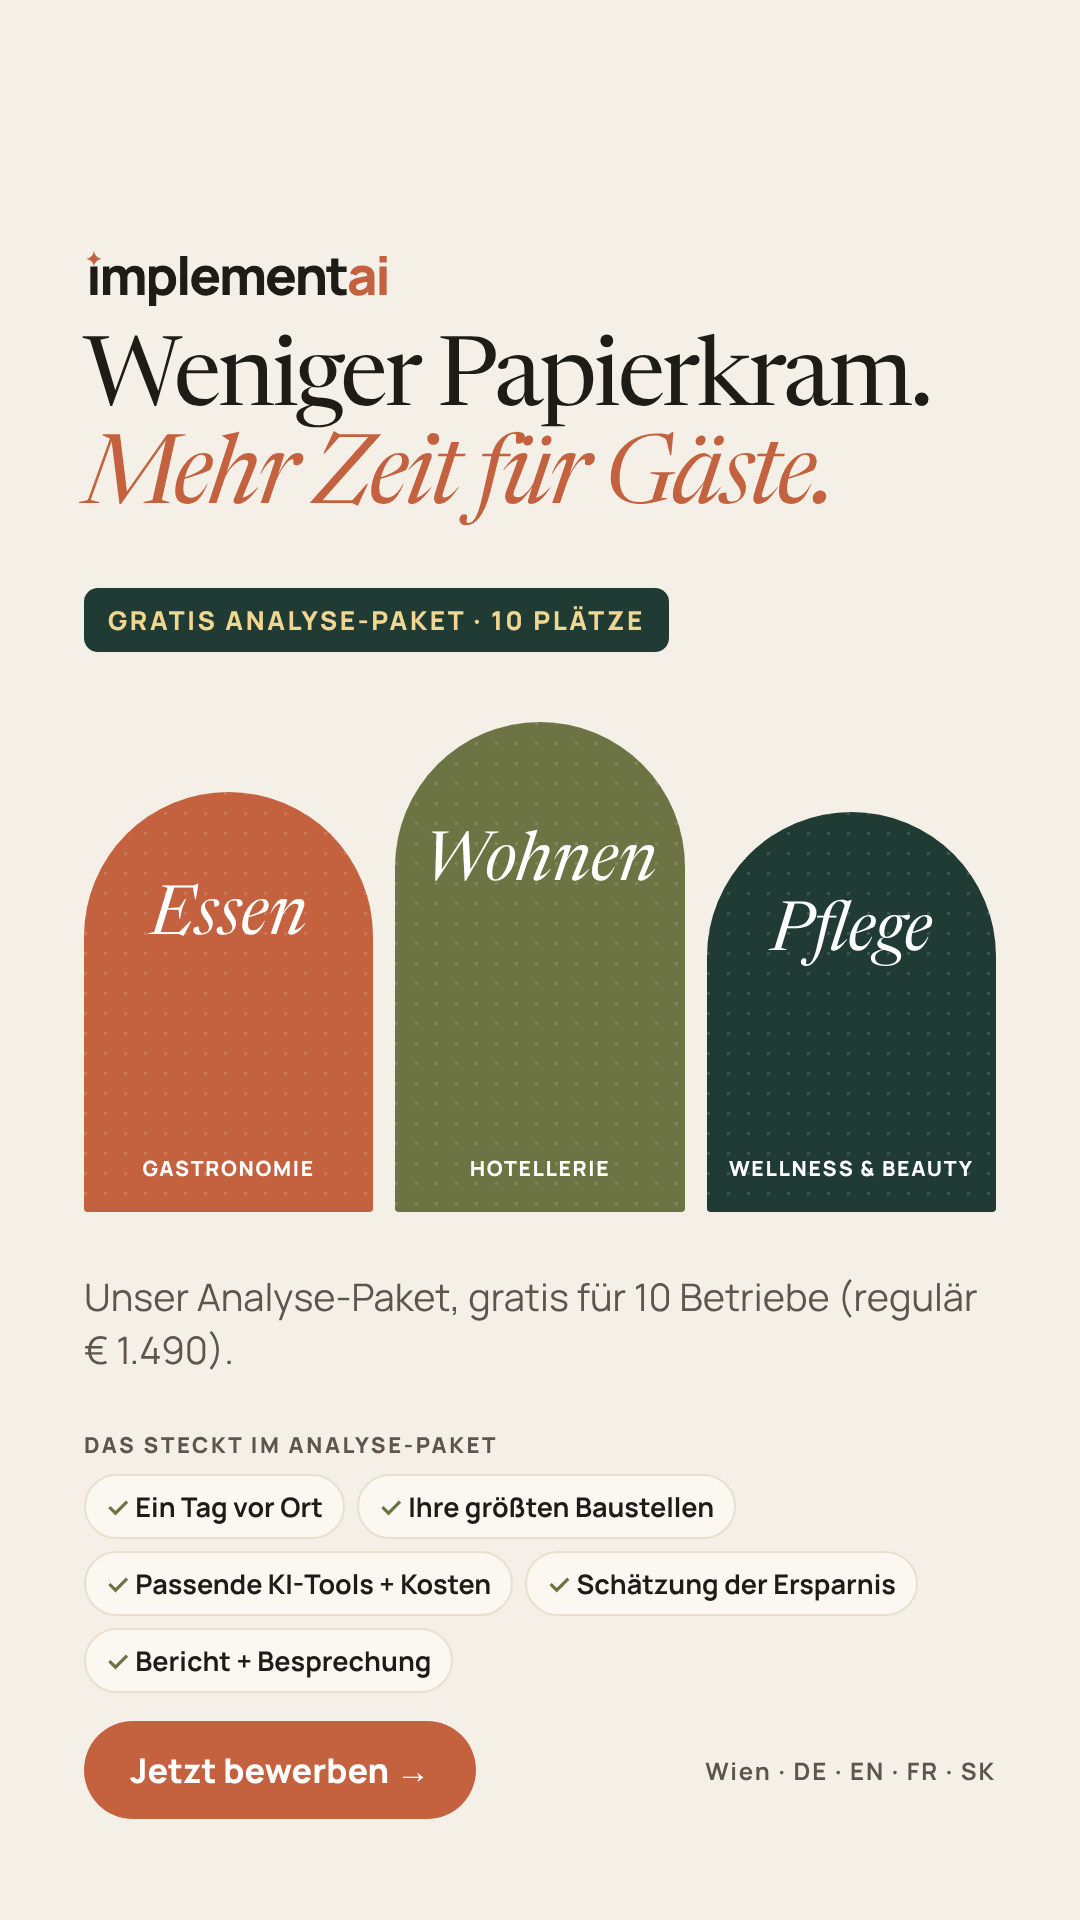 implementai
Weniger Papierkram.
Mehr Zeit für Gäste.
GRATIS ANALYSE-PAKET · 10 PLÄTZE
Essen
Wohnen
Pflege
GASTRONOMIE
HOTELLERIE
WELLNESS & BEAUTY
Unser Analyse-Paket, gratis für 10 Betriebe (regulär
€ 1.490).
DAS STECKT IM ANALYSE-PAKET
✓ Ein Tag vor Ort
✓ Ihre größten Baustellen
✓ Passende KI-Tools + Kosten
✓ Schätzung der Ersparnis
✓ Bericht + Besprechung
Jetzt bewerben →
Wien · DE · EN · FR · SK